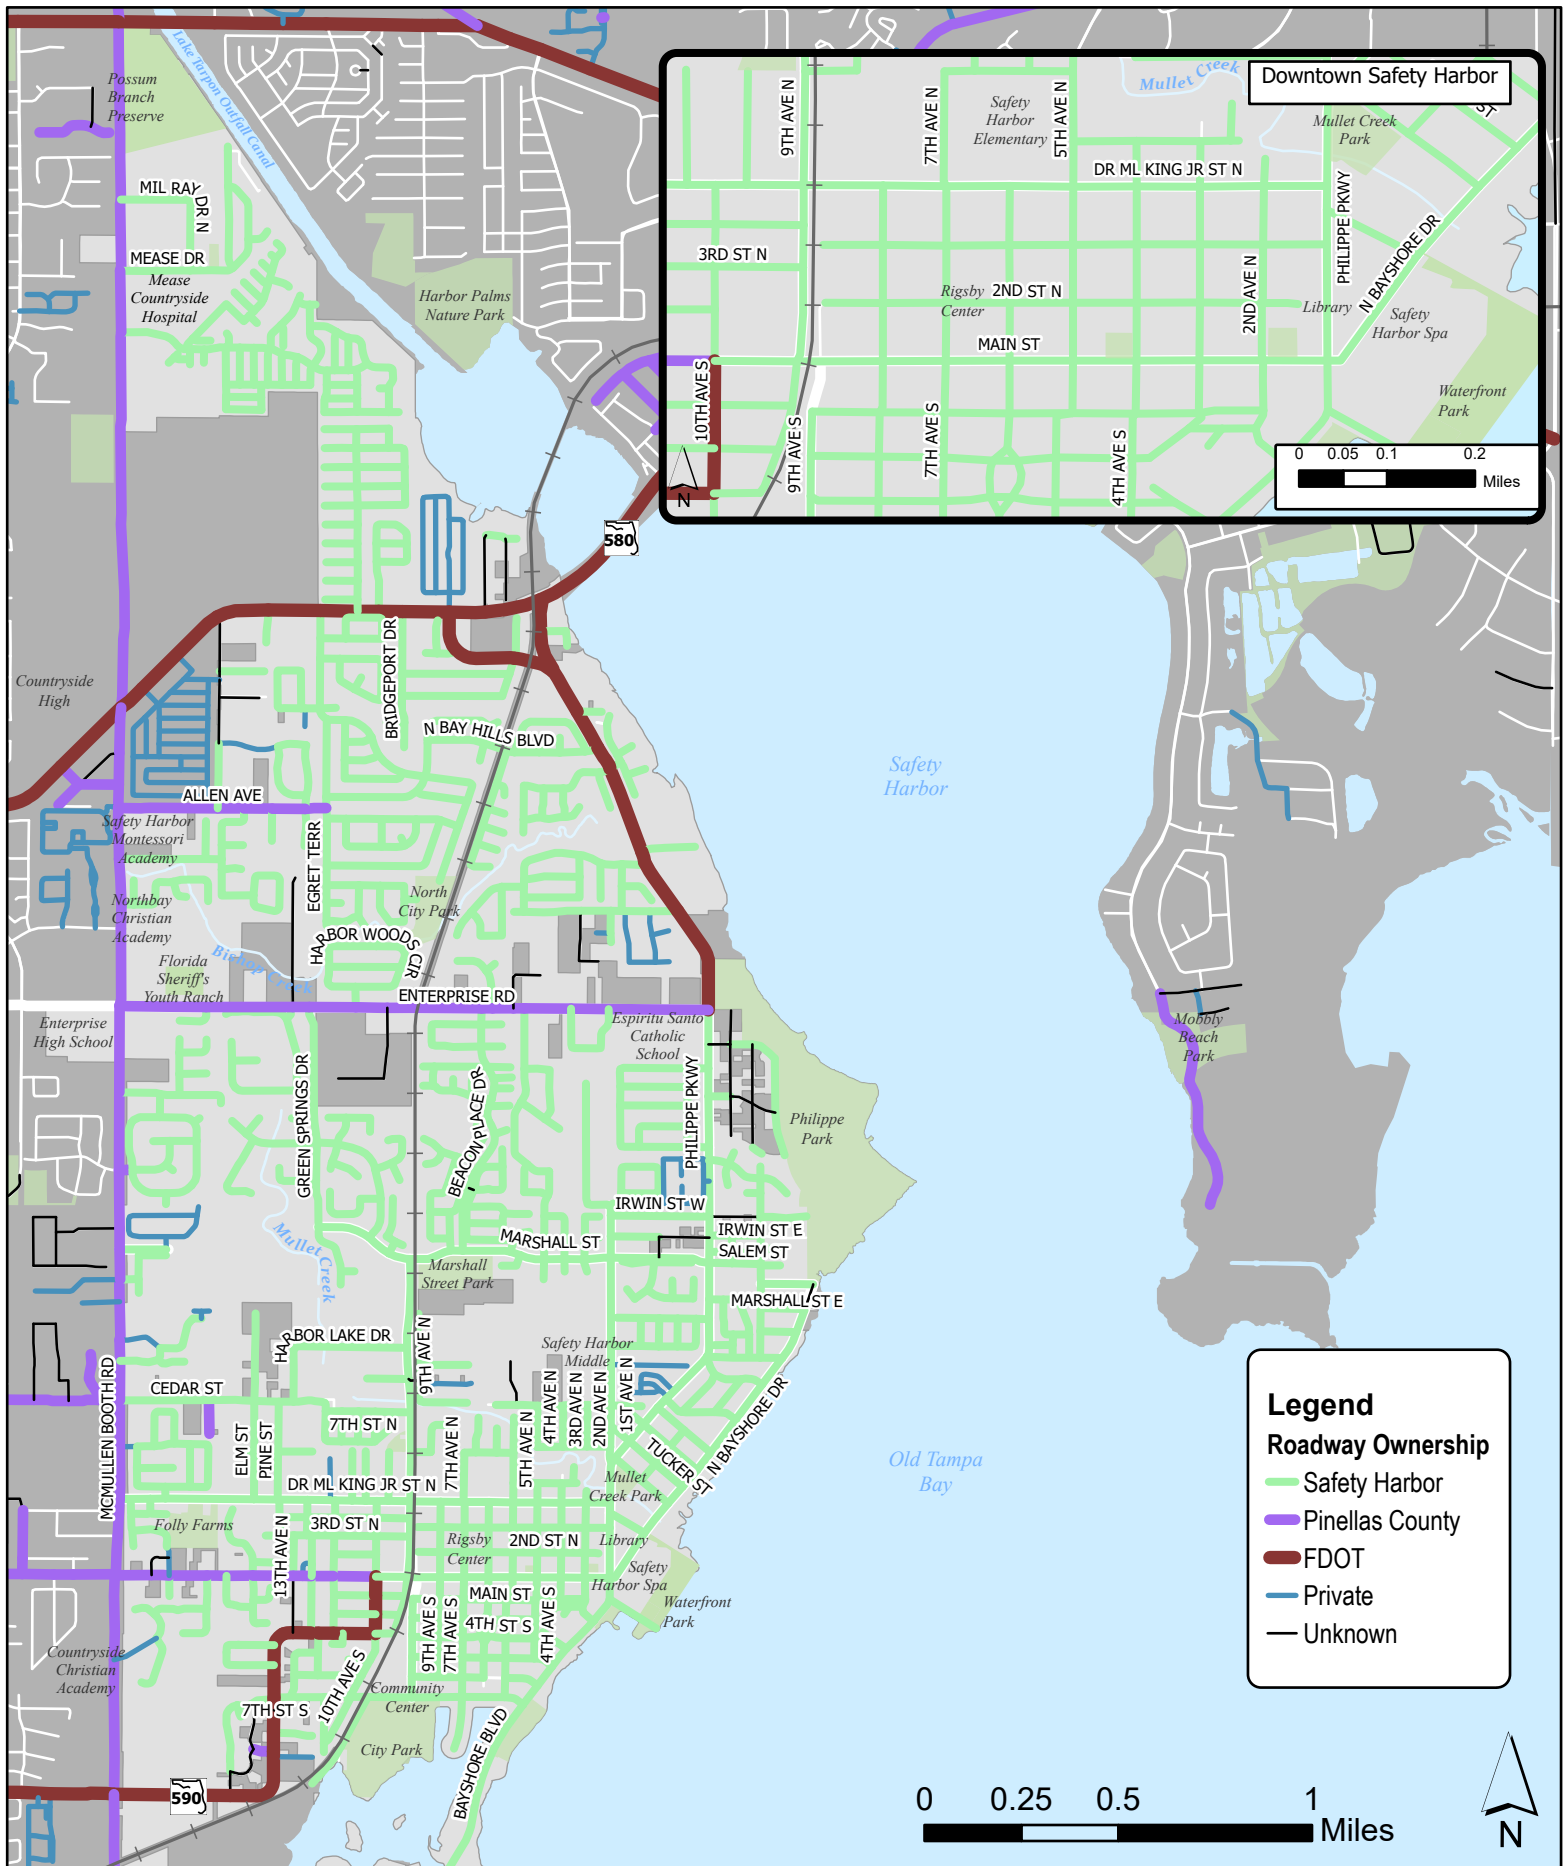 Possum
Branch
Preserve
Lake Tarpon Outfall Canal
MIL RAY DR N
MEASE DR
Mease
Countryside
Hospital
Harbor Palms
Nature Park
Downtown Safety Harbor
9TH AVE N
7TH AVE N
Safety
Harbor
Elementary
5TH AVE N
Mullet Creek
ST
Mullet Creek
Park
DR ML KING JR ST N
PHILIPPE PKWY
3RD ST N
N BAYSHORE DR
Rigsby
Center
2ND ST N
2ND AVE N
Library
Safety
Harbor Spa
MAIN ST
10TH AVE S
9TH AVE S
7TH AVE S
4TH AVE S
Waterfront
Park
0 0.05 0.1 0.2
Miles
N
580
Countryside
High
BRIDGEPORT DR
N BAY HILLS BLVD
Safety
Harbor
ALLEN AVE
Safety Harbor
Montessori
Academy
EGRET TERR
North
City Park
Northbay
Christian
Academy
HARBOR WOODS CIR
Bishop Creek
Florida
Sheriff's
Youth Ranch
ENTERPRISE RD
Enterprise
High School
Espiritu Santo
Catholic
School
Mobbly
Beach
Park
GREEN SPRINGS DR
BEACON PLACE DR
PHILIPPE PKWY
Philippe
Park
IRWIN ST W
IRWIN ST E
MARSHALL ST
SALEM ST
Mullet Creek
Marshall
Street Park
MARSHALL ST E
HARBOR LAKE DR
9TH AVE N
Safety Harbor
Middle
MCMULLEN BOOTH RD
CEDAR ST
4TH AVE N
3RD AVE N
2ND AVE N
1ST AVE N
N BAYSHORE DR
ELM ST
PINE ST
7TH ST N
7TH AVE N
5TH AVE N
TUCKER ST
Old Tampa
Bay
DR ML KING JR ST N
Mullet
Creek Park
Folly Farms
13TH AVE N
3RD ST N
Rigsby
Center
2ND ST N
Library
Safety
Harbor Spa
MAIN ST
Waterfront
Park
9TH AVE S
7TH AVE S
4TH ST S
4TH AVE S
Countryside
Christian
Academy
10TH AVE S
Community
Center
7TH ST S
City Park
BAYSHORE BLVD
590
Legend
Roadway Ownership
Safety Harbor
Pinellas County
FDOT
Private
Unknown
0 0.25 0.5 1
Miles
N